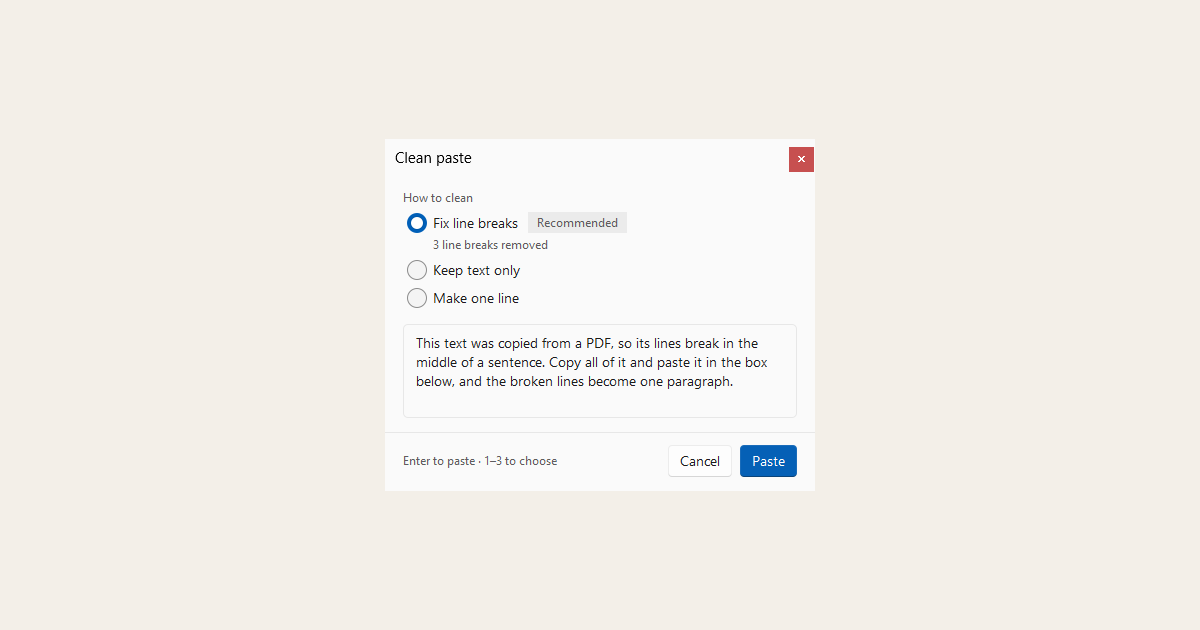 Clean paste
How to clean
Fix line breaks Recommended
3 line breaks removed
Keep text only
Make one line
This text was copied from a PDF, so its lines break in the
middle of a sentence. Copy all of it and paste it in the box
below, and the broken lines become one paragraph.
Enter to paste · 1–3 to choose Cancel Paste